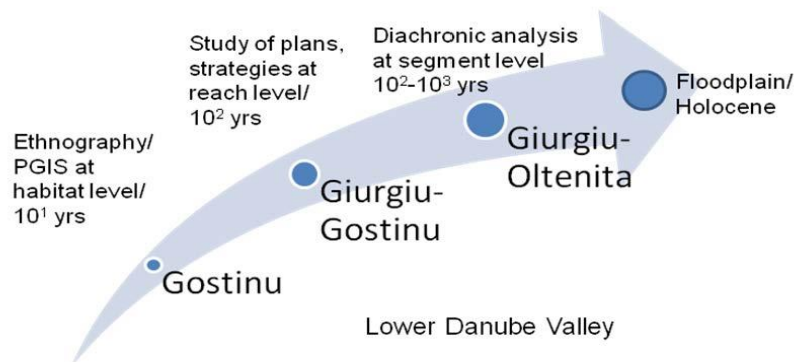 Ethnography/
PGIS at
habitat level/
10¹ yrs
Gostinu
Study of plans,
strategies at
reach level/
10² yrs
Giurgiu-
Gostinu
Diachronic analysis
at segment level
10²-10³ yrs
Giurgiu-
Oltenita
Floodplain/
Holocene
Lower Danube Valley